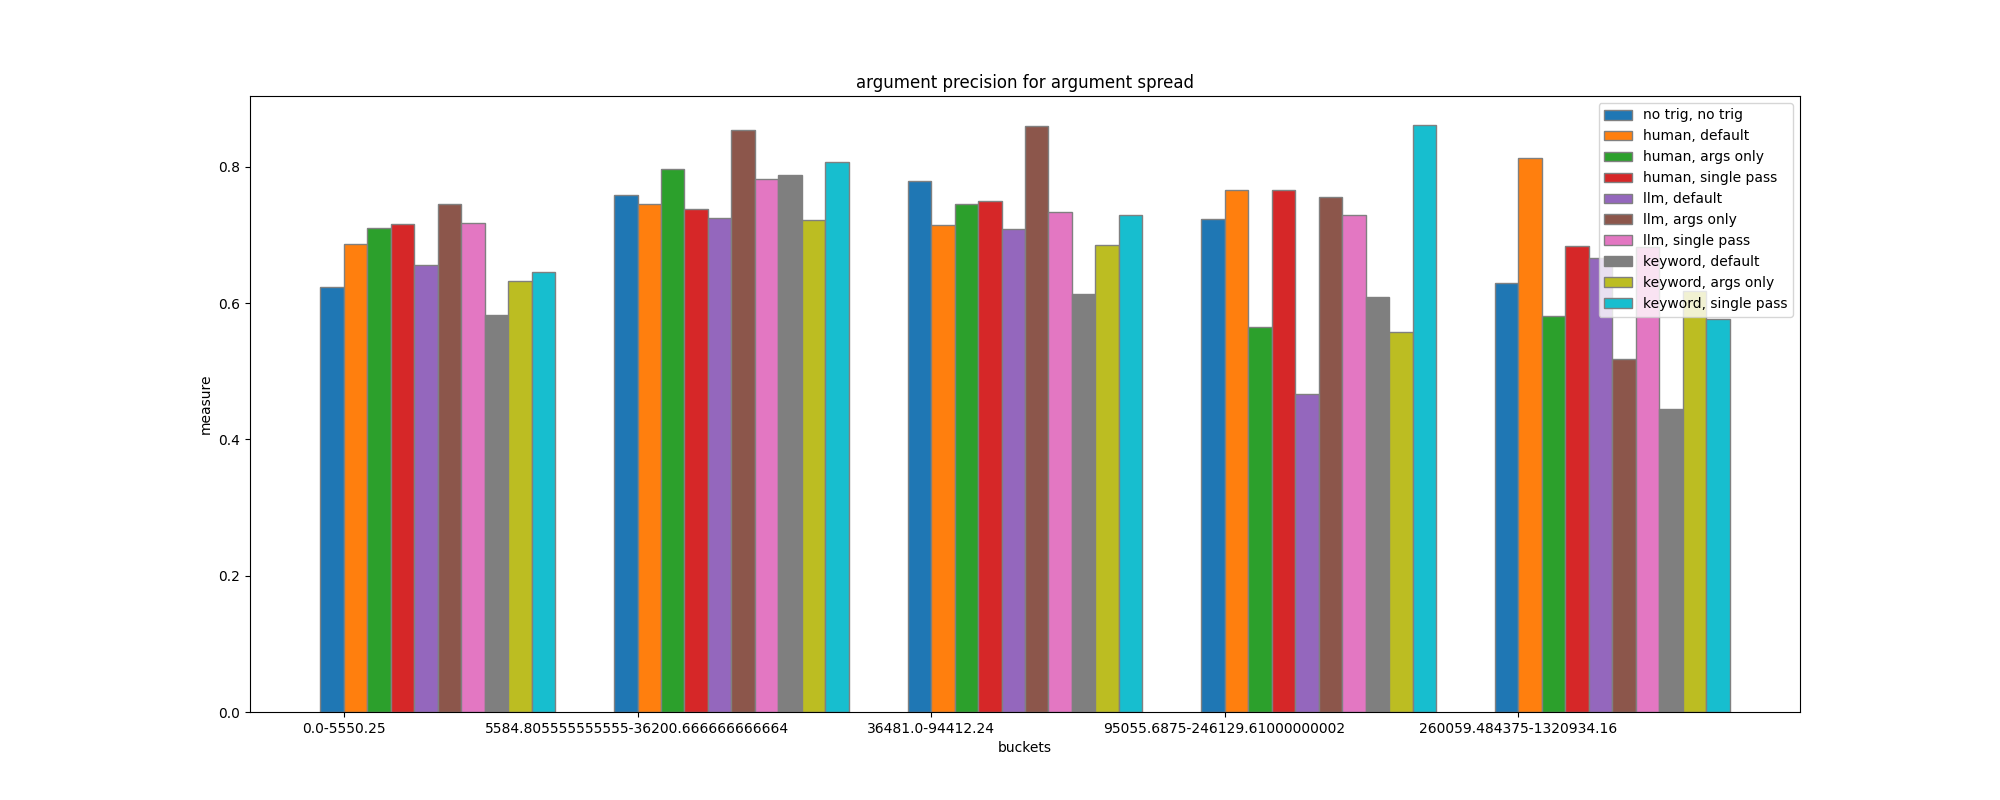 argument precision for argument spread
no trig, no trig
human, default
human, args only
human, single pass
llm, default
llm, args only
llm, single pass
keyword, default
keyword, args only
keyword, single pass
measure
0.8
0.6
0.4
0.2
0.0
0.0-5550.25
5584.805555555555-36200.666666666664
36481.0-94412.24
95055.6875-246129.61000000002
260059.484375-1320934.16
buckets